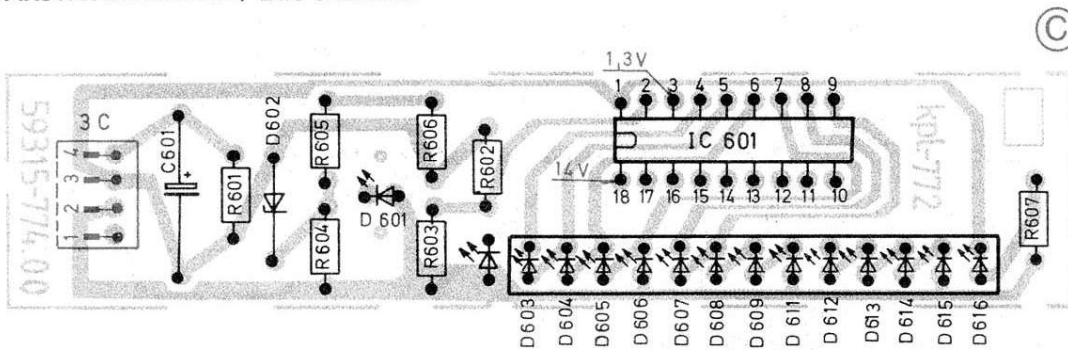 C
1,3V
1 2 3 4 5 6 7 8 9
IC 601
14V
18 17 16 15 14 13 12 11 10
59315-774.00
3 C
4
3
2
1
C601
+
R601
D602
R605
R604
D 601
R606
R603
R602
kpl-772
R607
D603
D604
D605
D606
D607
D608
D609
D611
D612
D613
D614
D615
D616